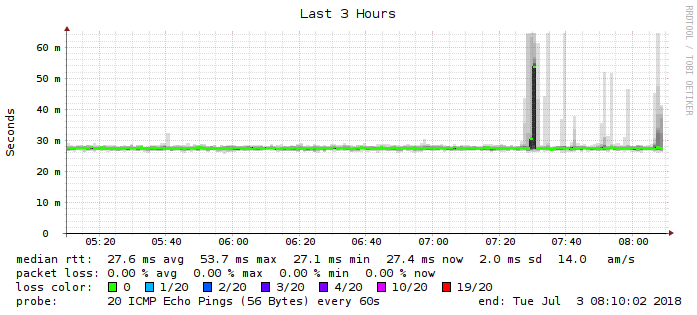 Last 3 Hours
RRDTOOL / TOBI OETIKER
Seconds
60 m
50 m
40 m
30 m
20 m
10 m
0
05:20 05:40 06:00 06:20 06:40 07:00 07:20 07:40 08:00
median rtt: 27.6 ms avg 53.7 ms max 27.1 ms min 27.4 ms now 2.0 ms sd 14.0 am/s
packet loss: 0.00 % avg 0.00 % max 0.00 % min 0.00 % now
loss color: 0 1/20 2/20 3/20 4/20 10/20 19/20
probe: 20 ICMP Echo Pings (56 Bytes) every 60s end: Tue Jul 3 08:10:02 2018